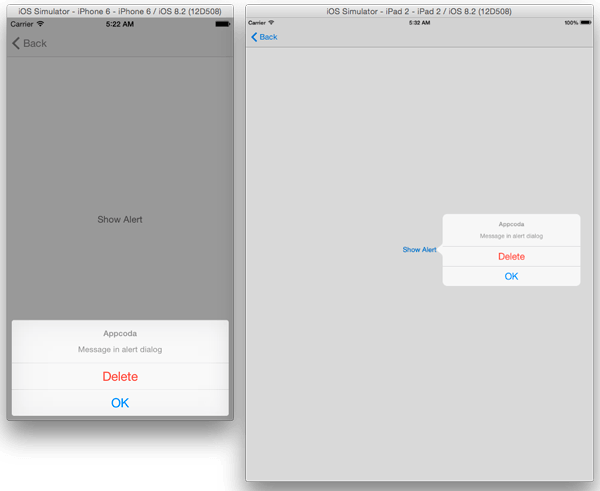 iOS Simulator - iPhone 6 - iPhone 6 / iOS 8.2 (12D508)
Carrier 5:22 AM
Back
Show Alert
Appcoda
Message in alert dialog
Delete
OK
iOS Simulator - iPad 2 - iPad 2 / iOS 8.2 (12D508)
Carrier 5:32 AM 100%
Back
Show Alert
Appcoda
Message in alert dialog
Delete
OK